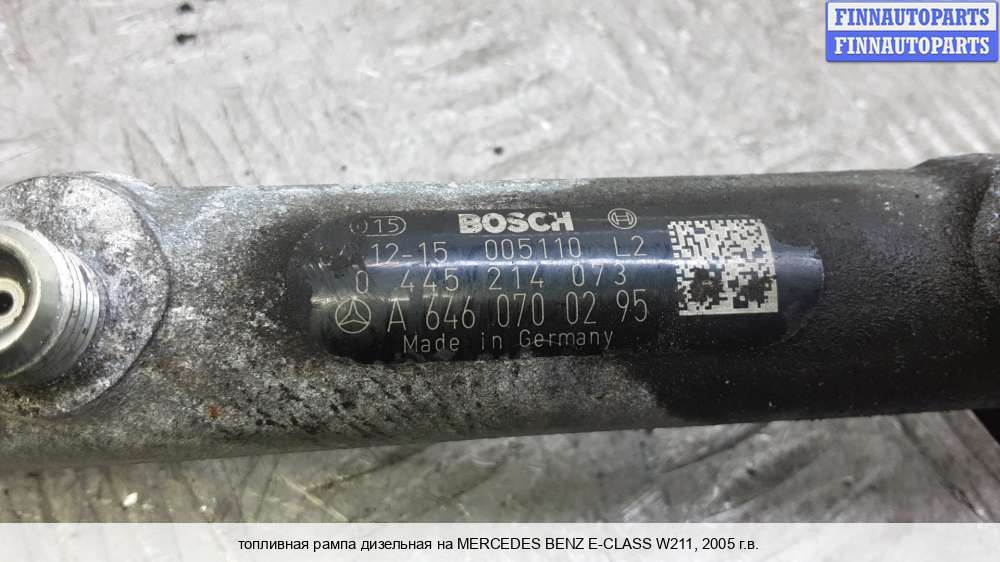 FINNAUTOPARTS
FINNAUTOPARTS
15 BOSCH
12-15 005110 L2
0 445 214 073
A 646 070 02 95
Made in Germany
топливная рампа дизельная на MERCEDES BENZ E-CLASS W211, 2005 г.в.